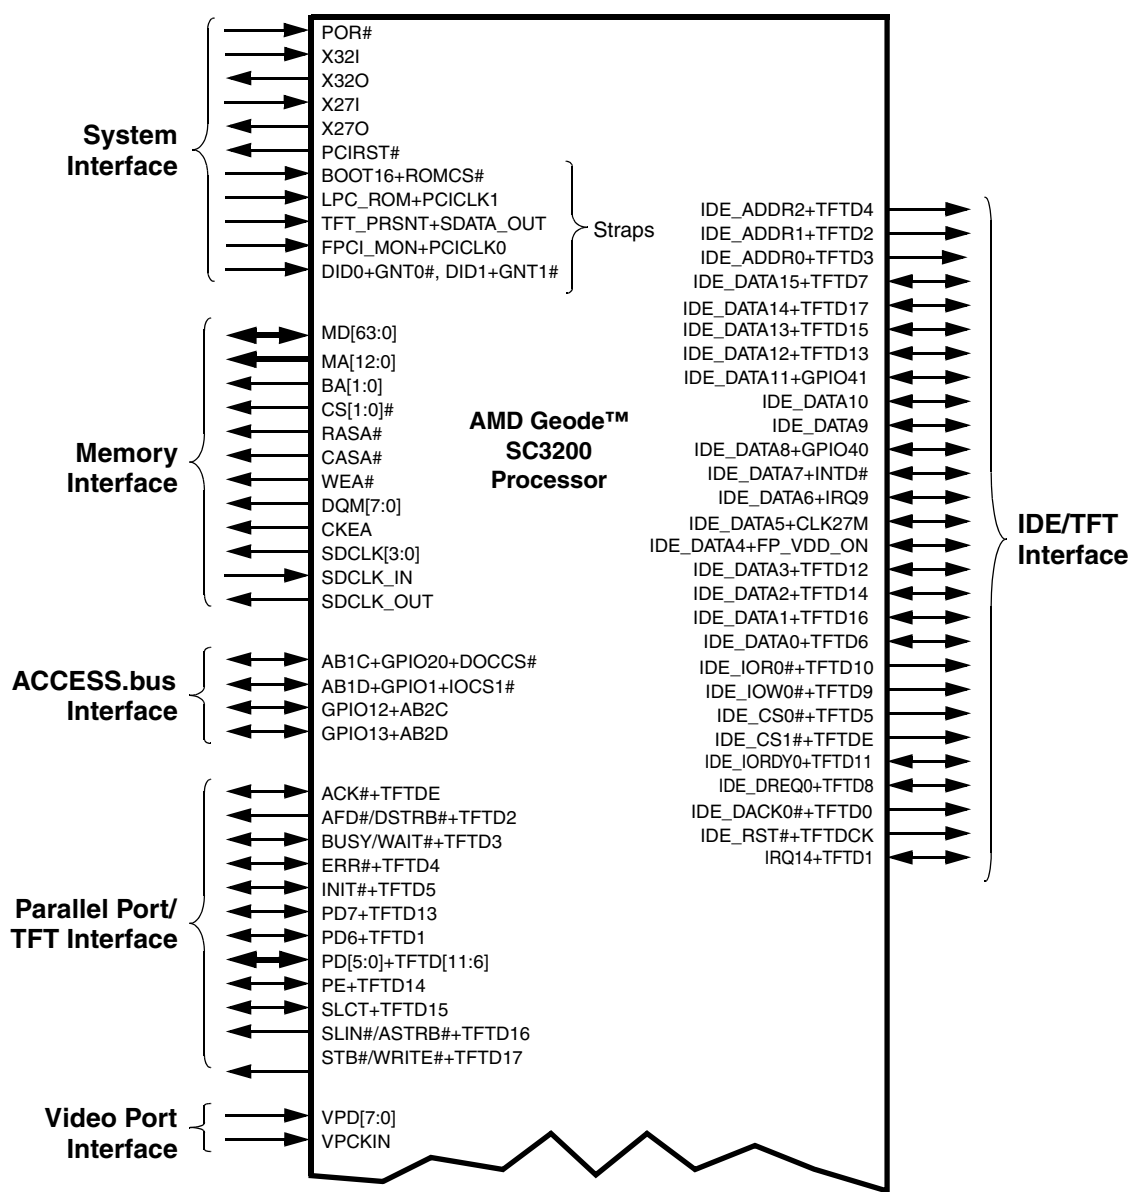 System
Interface
POR#
X32I
X32O
X27I
X27O
PCIRST#
BOOT16+ROMCS#
LPC_ROM+PCICLK1
TFT_PRSNT+SDATA_OUT
FPCI_MON+PCICLK0
DID0+GNT0#, DID1+GNT1#
Straps
Memory
Interface
MD[63:0]
MA[12:0]
BA[1:0]
CS[1:0]#
RASA#
CASA#
WEA#
DQM[7:0]
CKEA
SDCLK[3:0]
SDCLK_IN
SDCLK_OUT
ACCESS.bus
Interface
AB1C+GPIO20+DOCCS#
AB1D+GPIO1+IOCS1#
GPIO12+AB2C
GPIO13+AB2D
Parallel Port/
TFT Interface
ACK#+TFTDE
AFD#/DSTRB#+TFTD2
BUSY/WAIT#+TFTD3
ERR#+TFTD4
INIT#+TFTD5
PD7+TFTD13
PD6+TFTD1
PD[5:0]+TFTD[11:6]
PE+TFTD14
SLCT+TFTD15
SLIN#/ASTRB#+TFTD16
STB#/WRITE#+TFTD17
Video Port
Interface
VPD[7:0]
VPCKIN
AMD Geode™
SC3200
Processor
IDE_ADDR2+TFTD4
IDE_ADDR1+TFTD2
IDE_ADDR0+TFTD3
IDE_DATA15+TFTD7
IDE_DATA14+TFTD17
IDE_DATA13+TFTD15
IDE_DATA12+TFTD13
IDE_DATA11+GPIO41
IDE_DATA10
IDE_DATA9
IDE_DATA8+GPIO40
IDE_DATA7+INTD#
IDE_DATA6+IRQ9
IDE_DATA5+CLK27M
IDE_DATA4+FP_VDD_ON
IDE_DATA3+TFTD12
IDE_DATA2+TFTD14
IDE_DATA1+TFTD16
IDE_DATA0+TFTD6
IDE_IOR0#+TFTD10
IDE_IOW0#+TFTD9
IDE_CS0#+TFTD5
IDE_CS1#+TFTDE
IDE_IORDY0+TFTD11
IDE_DREQ0+TFTD8
IDE_DACK0#+TFTD0
IDE_RST#+TFTDCK
IRQ14+TFTD1
IDE/TFT
Interface